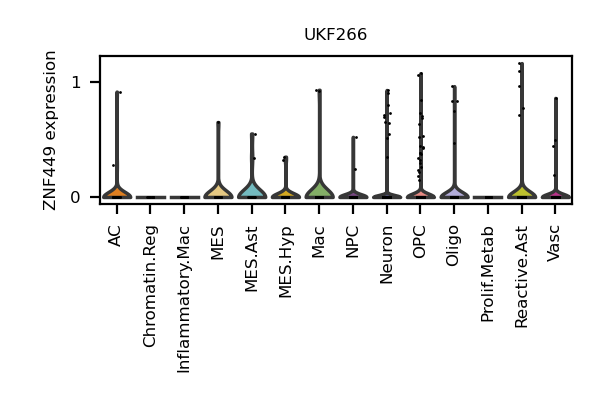 UKF266
ZNF449 expression
1
0
AC
Chromatin.Reg
Inflammatory.Mac
MES
MES.Ast
MES.Hyp
Mac
NPC
Neuron
OPC
Oligo
Prolif.Metab
Reactive.Ast
Vasc